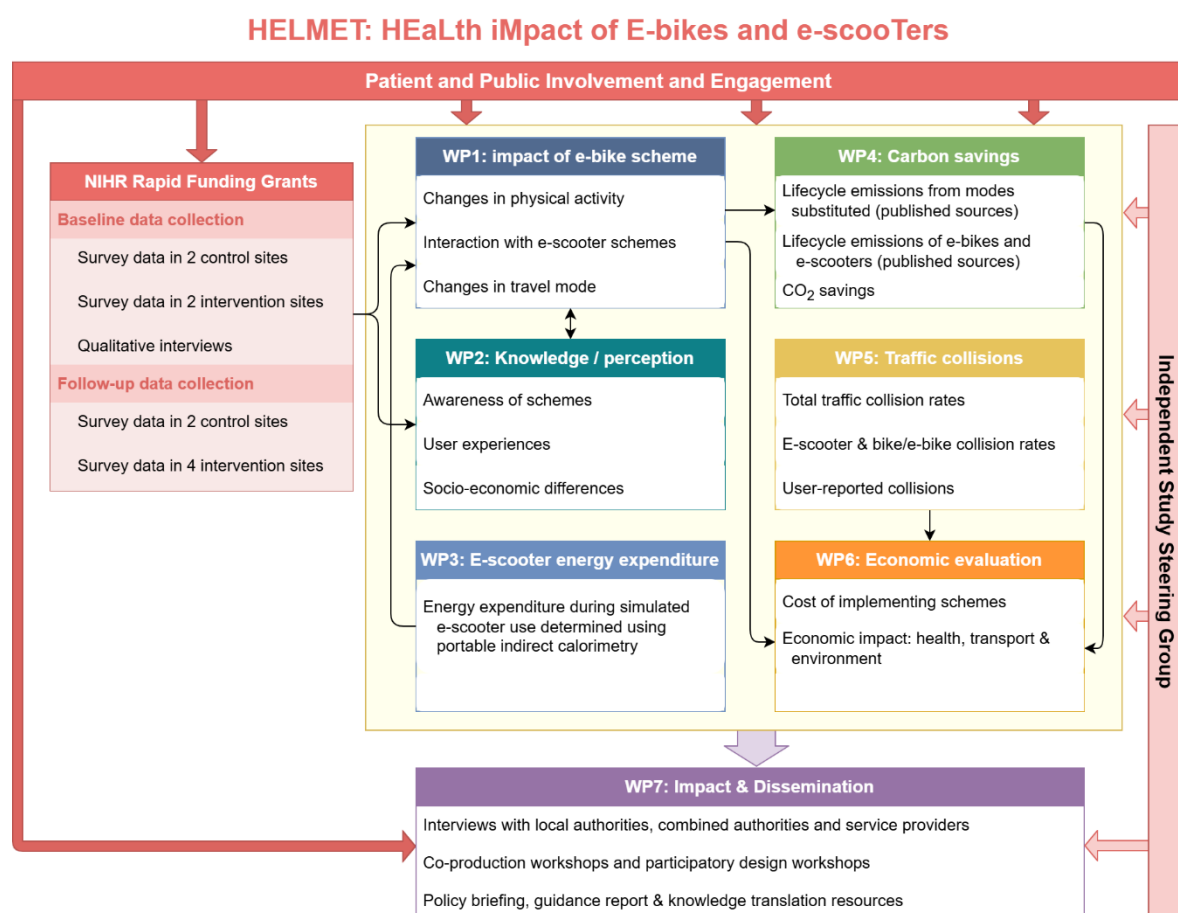 HELMET: HEaLth iMpact of E-bikes and e-scooTers
Patient and Public Involvement and Engagement
NIHR Rapid Funding Grants
Baseline data collection
Survey data in 2 control sites
Survey data in 2 intervention sites
Qualitative interviews
Follow-up data collection
Survey data in 2 control sites
Survey data in 4 intervention sites
WP1: impact of e-bike scheme
Changes in physical activity
Interaction with e-scooter schemes
Changes in travel mode
WP2: Knowledge / perception
Awareness of schemes
User experiences
Socio-economic differences
WP3: E-scooter energy expenditure
Energy expenditure during simulated
e-scooter use determined using
portable indirect calorimetry
WP4: Carbon savings
Lifecycle emissions from modes
substituted (published sources)
Lifecycle emissions of e-bikes and
e-scooters (published sources)
CO₂ savings
WP5: Traffic collisions
Total traffic collision rates
E-scooter & bike/e-bike collision rates
User-reported collisions
WP6: Economic evaluation
Cost of implementing schemes
Economic impact: health, transport &
environment
Independent Study Steering Group
WP7: Impact & Dissemination
Interviews with local authorities, combined authorities and service providers
Co-production workshops and participatory design workshops
Policy briefing, guidance report & knowledge translation resources